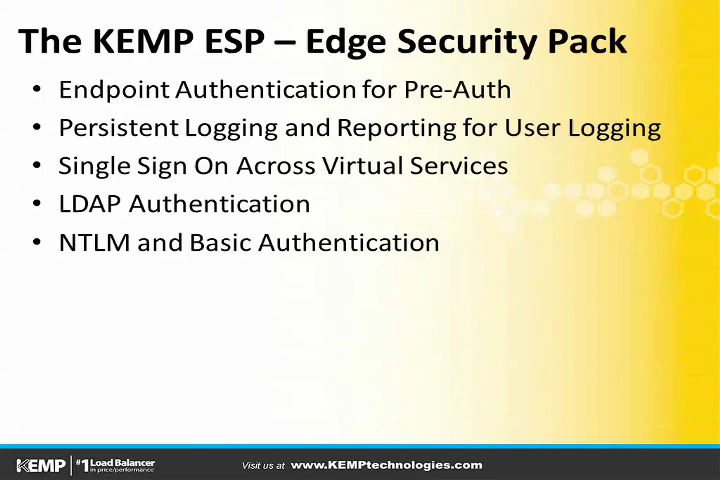 The KEMP ESP – Edge Security Pack
• Endpoint Authentication for Pre-Auth
• Persistent Logging and Reporting for User Logging
• Single Sign On Across Virtual Services
• LDAP Authentication
• NTLM and Basic Authentication
KEMP #1 Load Balancer
in price/performance
Visit us at www.KEMPtechnologies.com